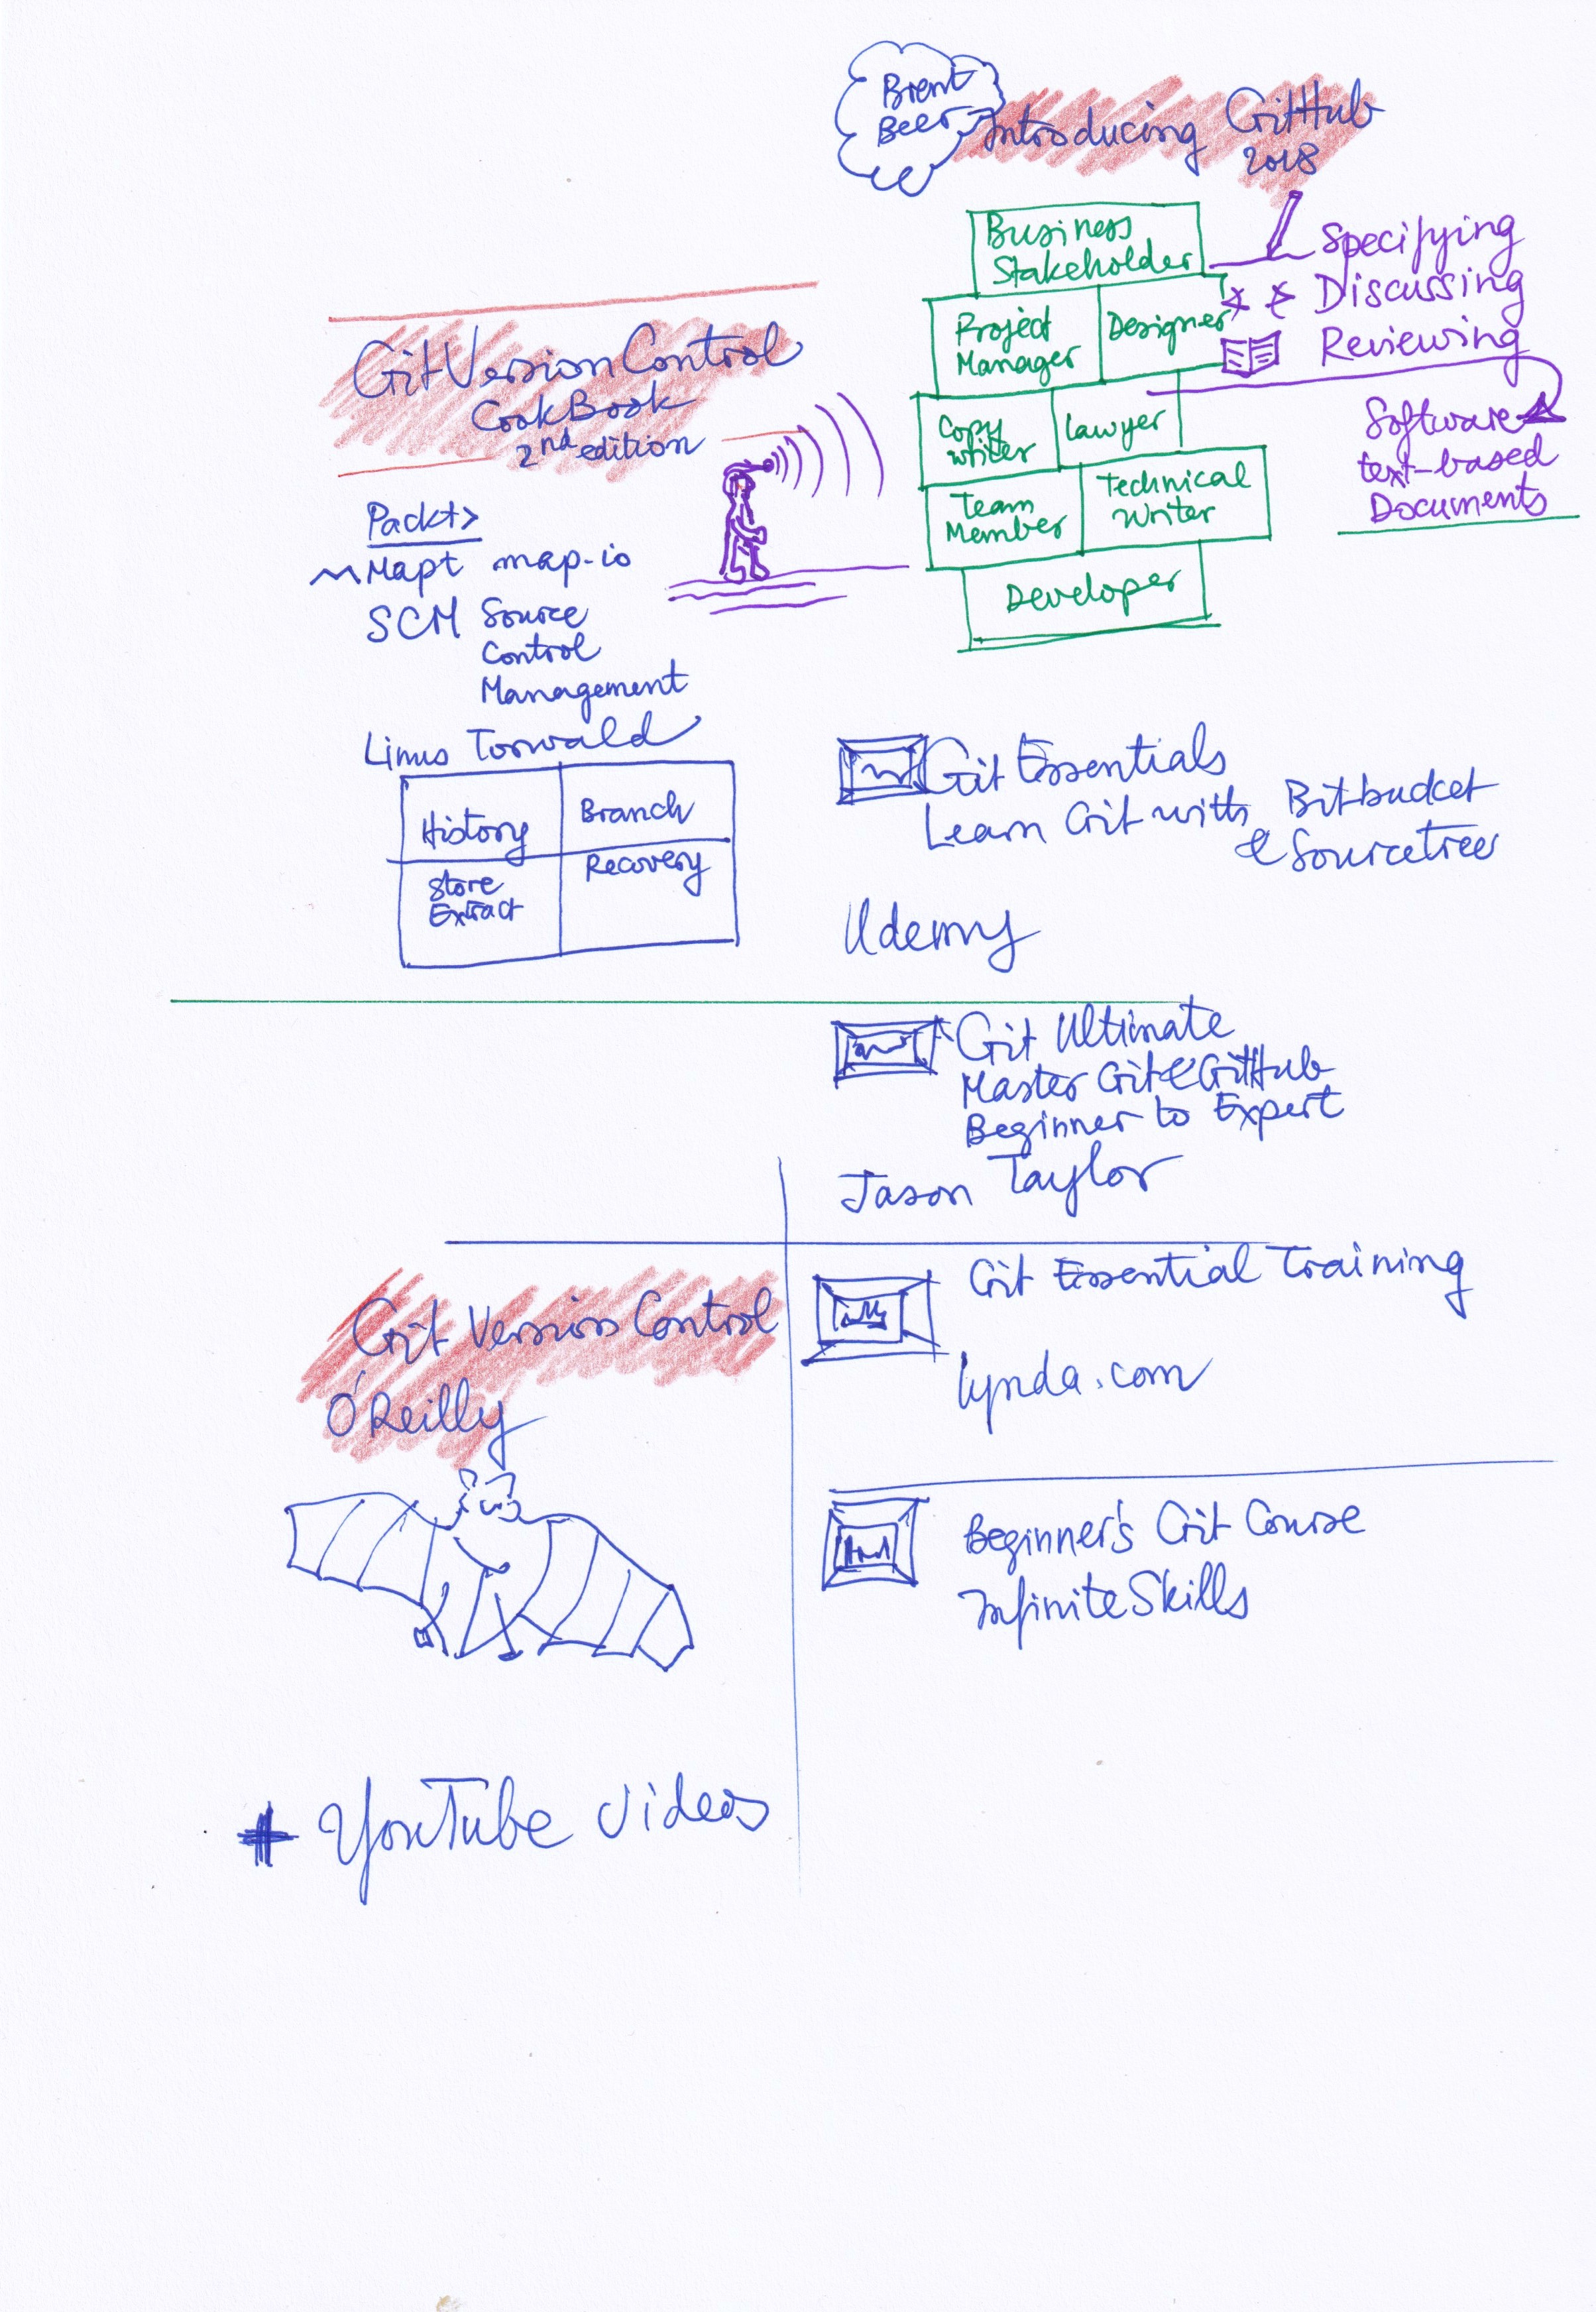 Brent
Beer
Introducing GitHub
2018
Business
Stakeholder
Project
Manager
Designer
Copy
writer
Lawyer
Team
Member
Technical
Writer
Developer
Specifying
Discussing
Reviewing
Software
text-based
Documents
Git Version Control
CookBook
2nd edition
Packt>
Mapt map-io
SCM Source
Control
Management
Linus Torwald
History
Branch
Store
Extract
Recovery
Git Essentials
Learn Git with Bitbucket
& Sourcetree
Udemy
Git Ultimate
Master Git & GitHub
Beginner to Expert
Jason Taylor
Git Version Control
O'Reilly
Git Essential Training
lynda.com
Beginner's Git Course
Infinite Skills
+ YouTube Videos